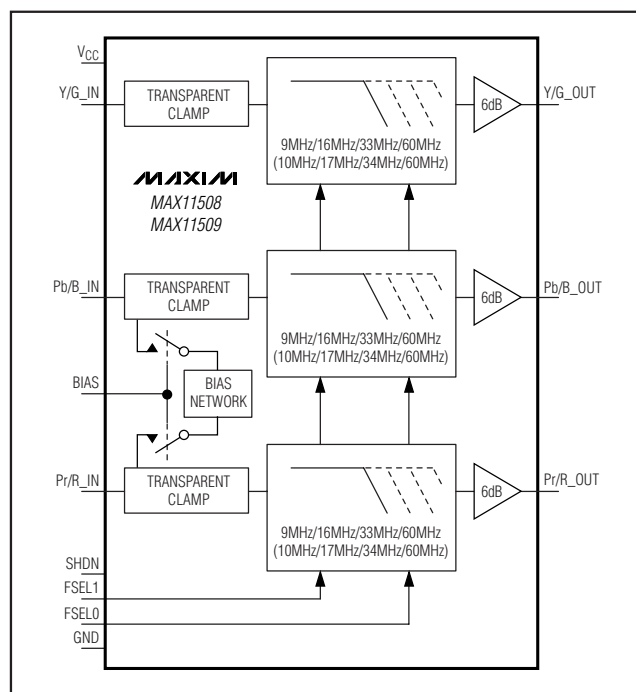 VCC
Y/G_IN
TRANSPARENT
CLAMP
9MHz/16MHz/33MHz/60MHz
(10MHz/17MHz/34MHz/60MHz)
6dB
Y/G_OUT
MAXIM
MAX11508
MAX11509
Pb/B_IN
TRANSPARENT
CLAMP
9MHz/16MHz/33MHz/60MHz
(10MHz/17MHz/34MHz/60MHz)
6dB
Pb/B_OUT
BIAS
BIAS
NETWORK
Pr/R_IN
TRANSPARENT
CLAMP
9MHz/16MHz/33MHz/60MHz
(10MHz/17MHz/34MHz/60MHz)
6dB
Pr/R_OUT
SHDN
FSEL1
FSEL0
GND